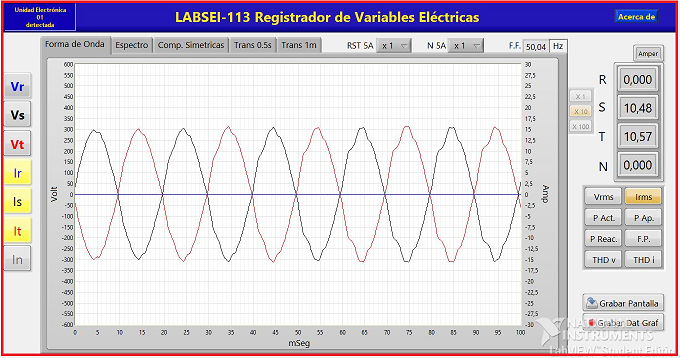 Unidad Electrónica
01
detectada
LABSEI-113 Registrador de Variables Eléctricas
Acerca de
Forma de Onda
Espectro
Comp. Simetricas
Trans 0.5s
Trans 1m
RST 5A
x 1
N 5A
x 1
F.F.
50,04
Hz
Amper
Vr
Vs
Vt
Ir
Is
It
In
Volt
600
550
500
450
400
350
300
250
200
150
100
50
0
-50
-100
-150
-200
-250
-300
-350
-400
-450
-500
-550
-600
30
27,5
25
22,5
20
17,5
15
12,5
10
7,5
5
2,5
0
-2,5
-5
-7,5
-10
-12,5
-15
-17,5
-20
-22,5
-25
-27,5
-30
Amp
0 5 10 15 20 25 30 35 40 45 50 55 60 65 70 75 80 85 90 95 100
mSeg
X 1
X 10
X 100
R 0,000
S 10,48
T 10,57
N 0,000
Vrms
Irms
P Act.
P Ap.
P Reac.
F.P.
THD v
THD i
Grabar Pantalla
Grabar Dat Graf